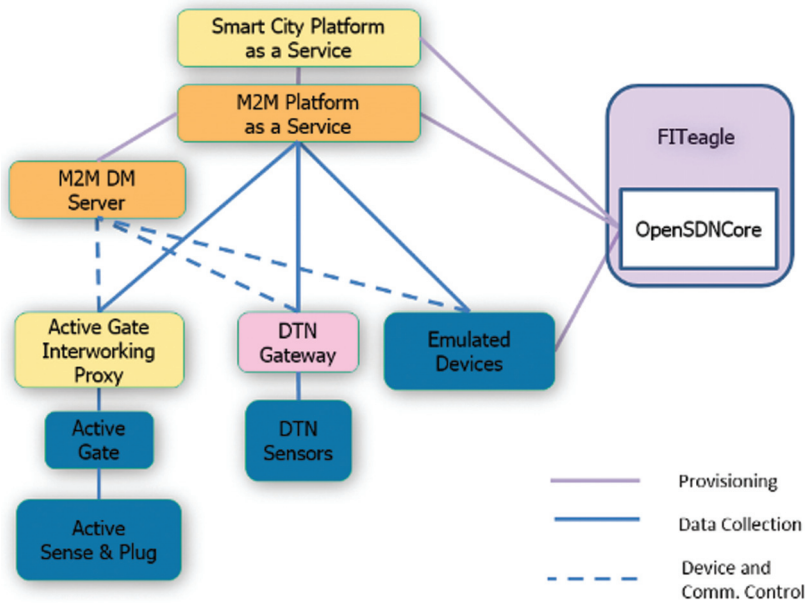 Smart City Platform
as a Service
M2M Platform
as a Service
FITeagle
M2M DM
Server
OpenSDNCore
Active Gate
Interworking
Proxy
DTN
Gateway
Emulated
Devices
Active
Gate
DTN
Sensors
Active
Sense & Plug
Provisioning
Data Collection
Device and
Comm. Control